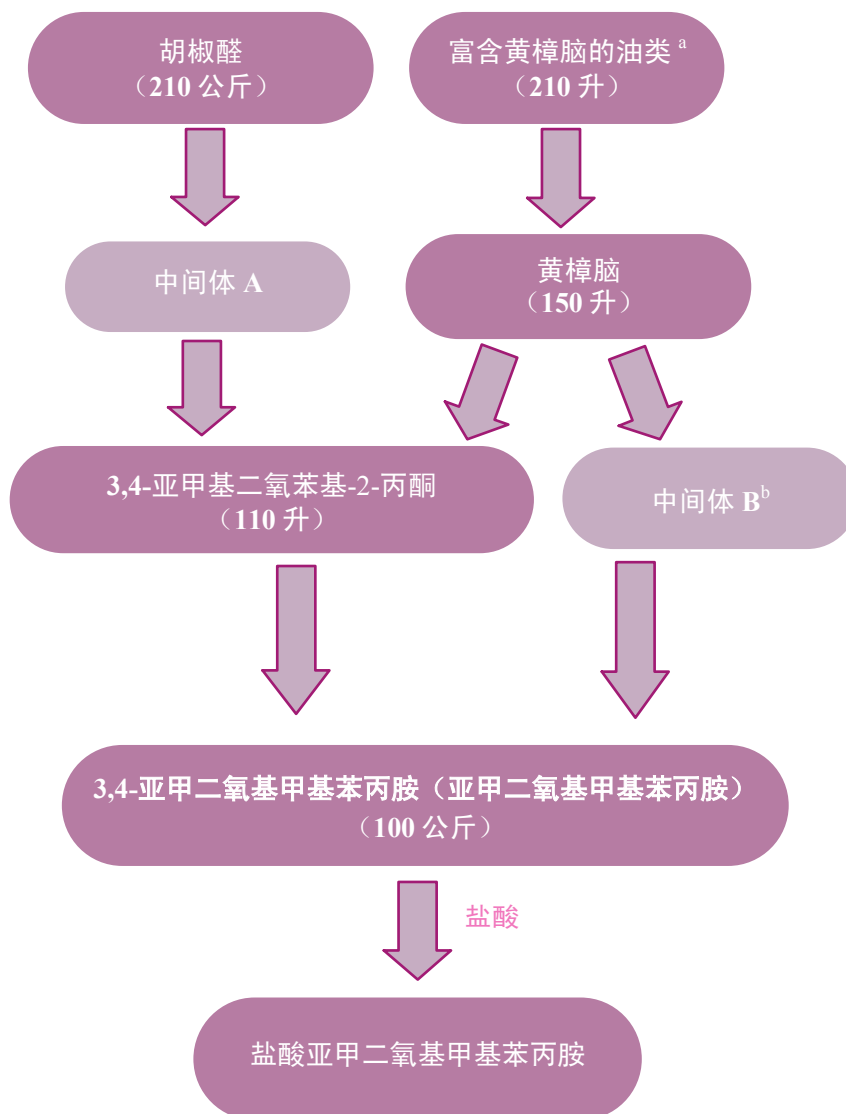 胡椒醛
（210 公斤）
富含黄樟脑的油类 a
（210 升）
中间体 A
黄樟脑
（150 升）
3,4-亚甲基二氧苯基-2-丙酮
（110 升）
中间体 Bb
3,4-亚甲二氧基甲基苯丙胺（亚甲二氧基甲基苯丙胺）
（100 公斤）
盐酸
盐酸亚甲二氧基甲基苯丙胺